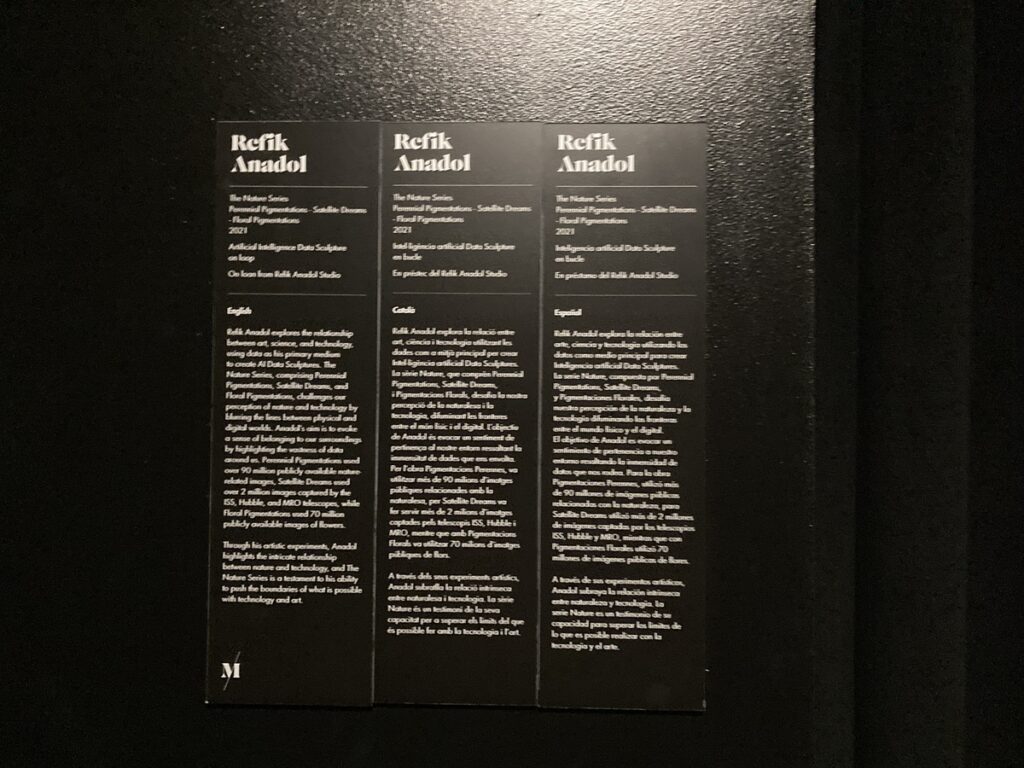 Refik
Anadol
The Nature Series
Perennial Pigmentations - Satellite Dreams
- Floral Pigmentations
2021
Artificial Intelligence Data Sculpture
on loop
On loan from Refik Anadol Studio
English
Refik Anadol explores the relationship
between art, science, and technology,
using data as his primary medium
to create AI Data Sculptures. The
Nature Series, comprising Perennial
Pigmentations, Satellite Dreams, and
Floral Pigmentations, challenges our
perception of nature and technology by
blurring the lines between physical and
digital worlds. Anadol's aim is to evoke
a sense of belonging to our surroundings
by highlighting the vastness of data
around us. Perennial Pigmentations used
over 90 million publicly available nature-
related images, Satellite Dreams used
over 2 million images captured by the
ISS, Hubble, and MRO telescopes, while
Floral Pigmentations used 70 million
publicly available images of flowers.
Through his artistic experiments, Anadol
highlights the intricate relationship
between nature and technology, and The
Nature Series is a testament to his ability
to push the boundaries of what is possible
with technology and art.
M
Refik
Anadol
The Nature Series
Perennial Pigmentations - Satellite Dreams
- Floral Pigmentations
2021
Intel·ligència artificial Data Sculpture
en bucle
En préstec del Refik Anadol Studio
Català
Refik Anadol explora la relació entre
art, ciència i tecnologia utilitzant les
dades com a mitjà principal per crear
Intel·ligència artificial Data Sculptures.
La sèrie Nature, que comprèn Perennial
Pigmentations, Satellite Dreams,
i Pigmentacions Florals, desafia la nostra
percepció de la naturalesa i la
tecnologia, difuminant les fronteres
entre el món físic i el digital. L'objectiu
de Anadol és evocar un sentiment de
pertinença al nostre entorn ressaltant la
immensitat de dades que ens envolta.
Per l'obra Pigmentacions Perennes, va
utilitzar més de 90 milions d'imatges
públiques relacionades amb la
naturalesa, per Satellite Dreams va
fer servir més de 2 milions d'imatges
captades pels telescopis ISS, Hubble i
MRO, mentre que amb Pigmentacions
Florals va utilitzar 70 milions d'imatges
públiques de flors.
A través dels seus experiments artístics,
Anadol subratlla la relació intrínseca
entre naturalesa i tecnologia. La sèrie
Nature és un testimoni de la seva
capacitat per a superar els límits del que
és possible fer amb la tecnologia i l'art.
Refik
Anadol
The Nature Series
Perennial Pigmentations - Satellite Dreams
- Floral Pigmentations
2021
Inteligencia artificial Data Sculpture
en bucle
En préstamo del Refik Anadol Studio
Español
Refik Anadol explora la relación entre
arte, ciencia y tecnología utilizando los
datos como medio principal para crear
Inteligencia artificial Data Sculptures.
La serie Nature, compuesta por Perennial
Pigmentations, Satellite Dreams,
y Pigmentaciones Florales, desafía
nuestra percepción de la naturaleza y la
tecnología difuminando las fronteras
entre el mundo físico y el digital.
El objetivo de Anadol es evocar un
sentimiento de pertenencia a nuestro
entorno resaltando la inmensidad de
datos que nos rodea. Para la obra
Pigmentaciones Perennes, utilizó más
de 90 millones de imágenes públicas
relacionadas con la naturaleza, para
Satellite Dreams utilizó más de 2 millones
de imágenes captadas por los telescopios
ISS, Hubble y MRO, mientras que con
Pigmentaciones Florales utilizó 70
millones de imágenes públicas de flores.
A través de sus experimentos artísticos,
Anadol subraya la relación intrínseca
entre naturaleza y tecnología. La
serie Nature es un testimonio de su
capacidad para superar los límites de
lo que es posible realizar con la
tecnología y el arte.